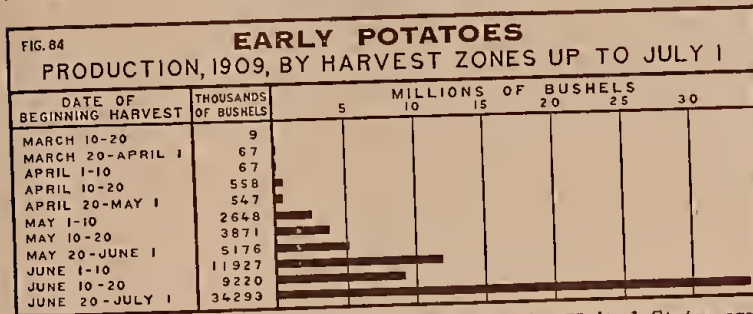 FIG. 84
EARLY POTATOES
PRODUCTION, 1909, BY HARVEST ZONES UP TO JULY 1
DATE OF BEGINNING HARVEST THOUSANDS OF BUSHELS MILLIONS OF BUSHELS
5 10 15 20 25 30
MARCH 10-20 9
MARCH 20-APRIL 1 67
APRIL 1-10 67
APRIL 10-20 558
APRIL 20-MAY 1 547
MAY 1-10 2648
MAY 10-20 3871
MAY 20-JUNE 1 5176
JUNE 1-10 11927
JUNE 10-20 9220
JUNE 20-JULY 1 34293